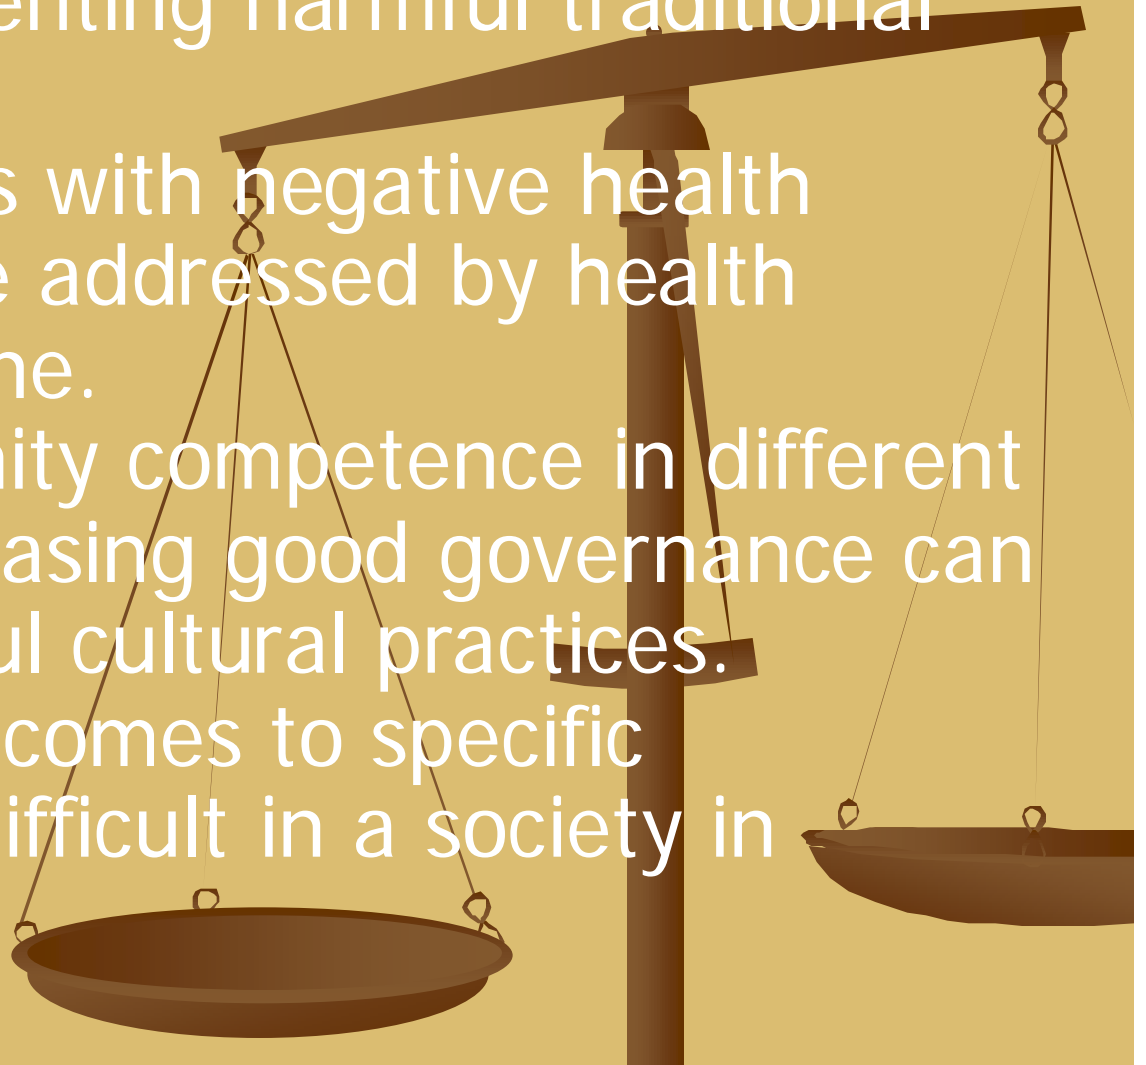 enting harmful traditional
s with negative health
e addressed by health
ne.
nity competence in different
asing good governance can
ul cultural practices.
comes to specific
ifficult in a society in